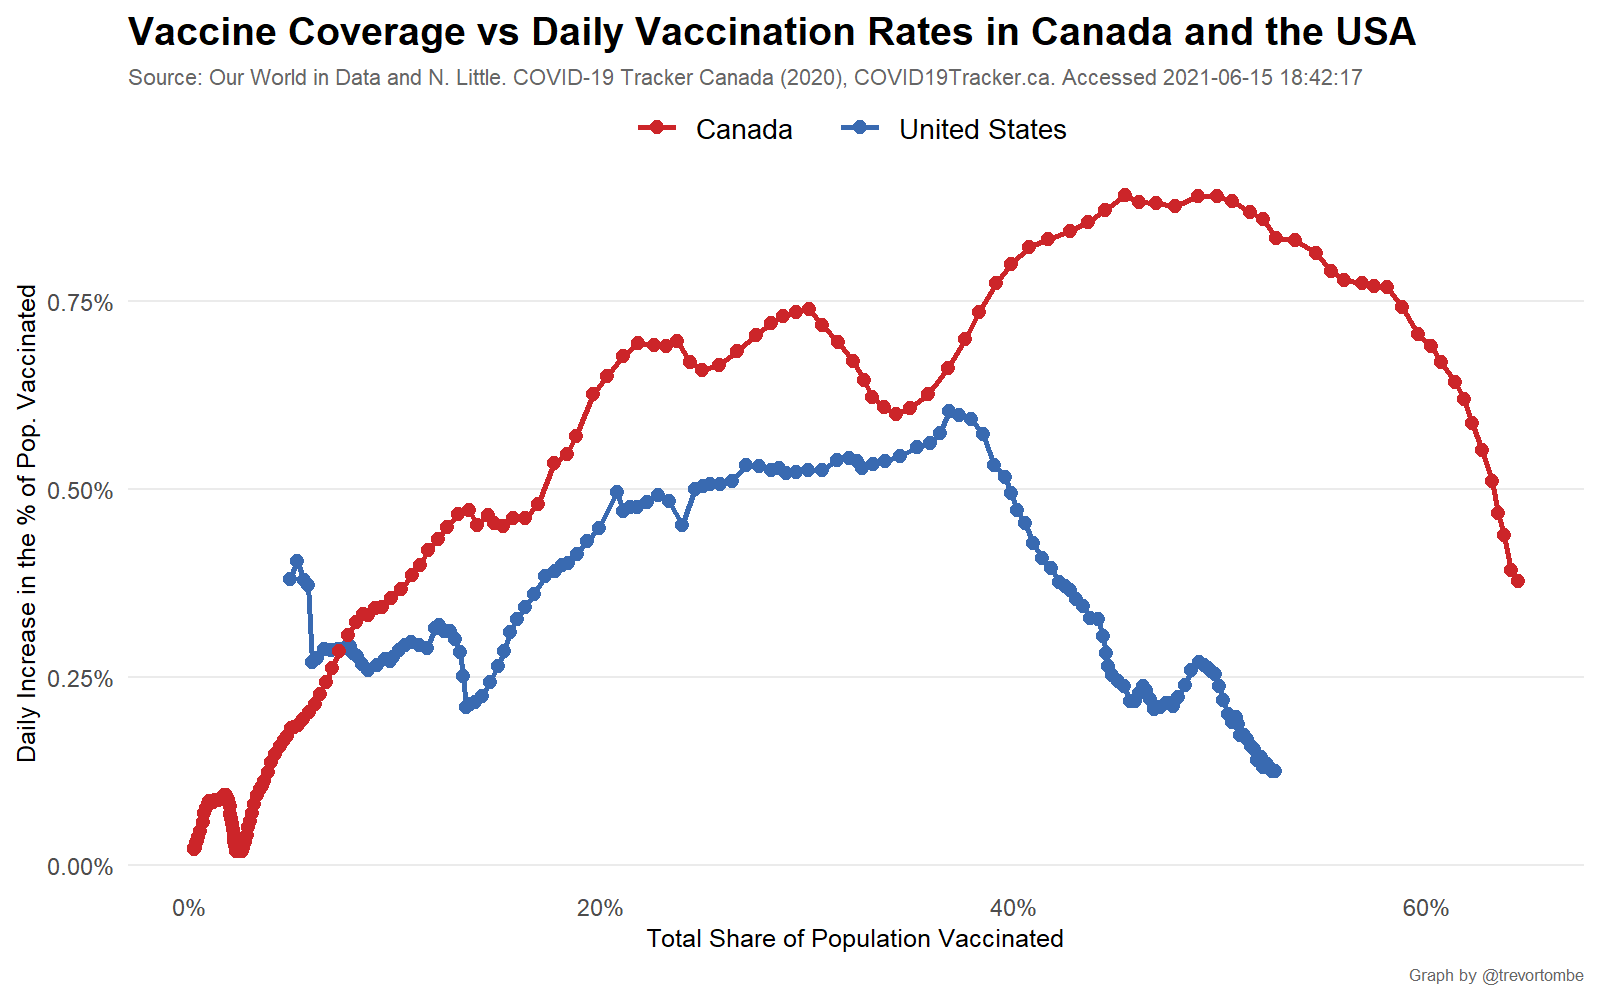 Vaccine Coverage vs Daily Vaccination Rates in Canada and the USA
Source: Our World in Data and N. Little. COVID-19 Tracker Canada (2020), COVID19Tracker.ca. Accessed 2021-06-15 18:42:17
Canada
United States
Daily Increase in the % of Pop. Vaccinated
0.75%
0.50%
0.25%
0.00%
0%
20%
40%
60%
Total Share of Population Vaccinated
Graph by @trevortombe